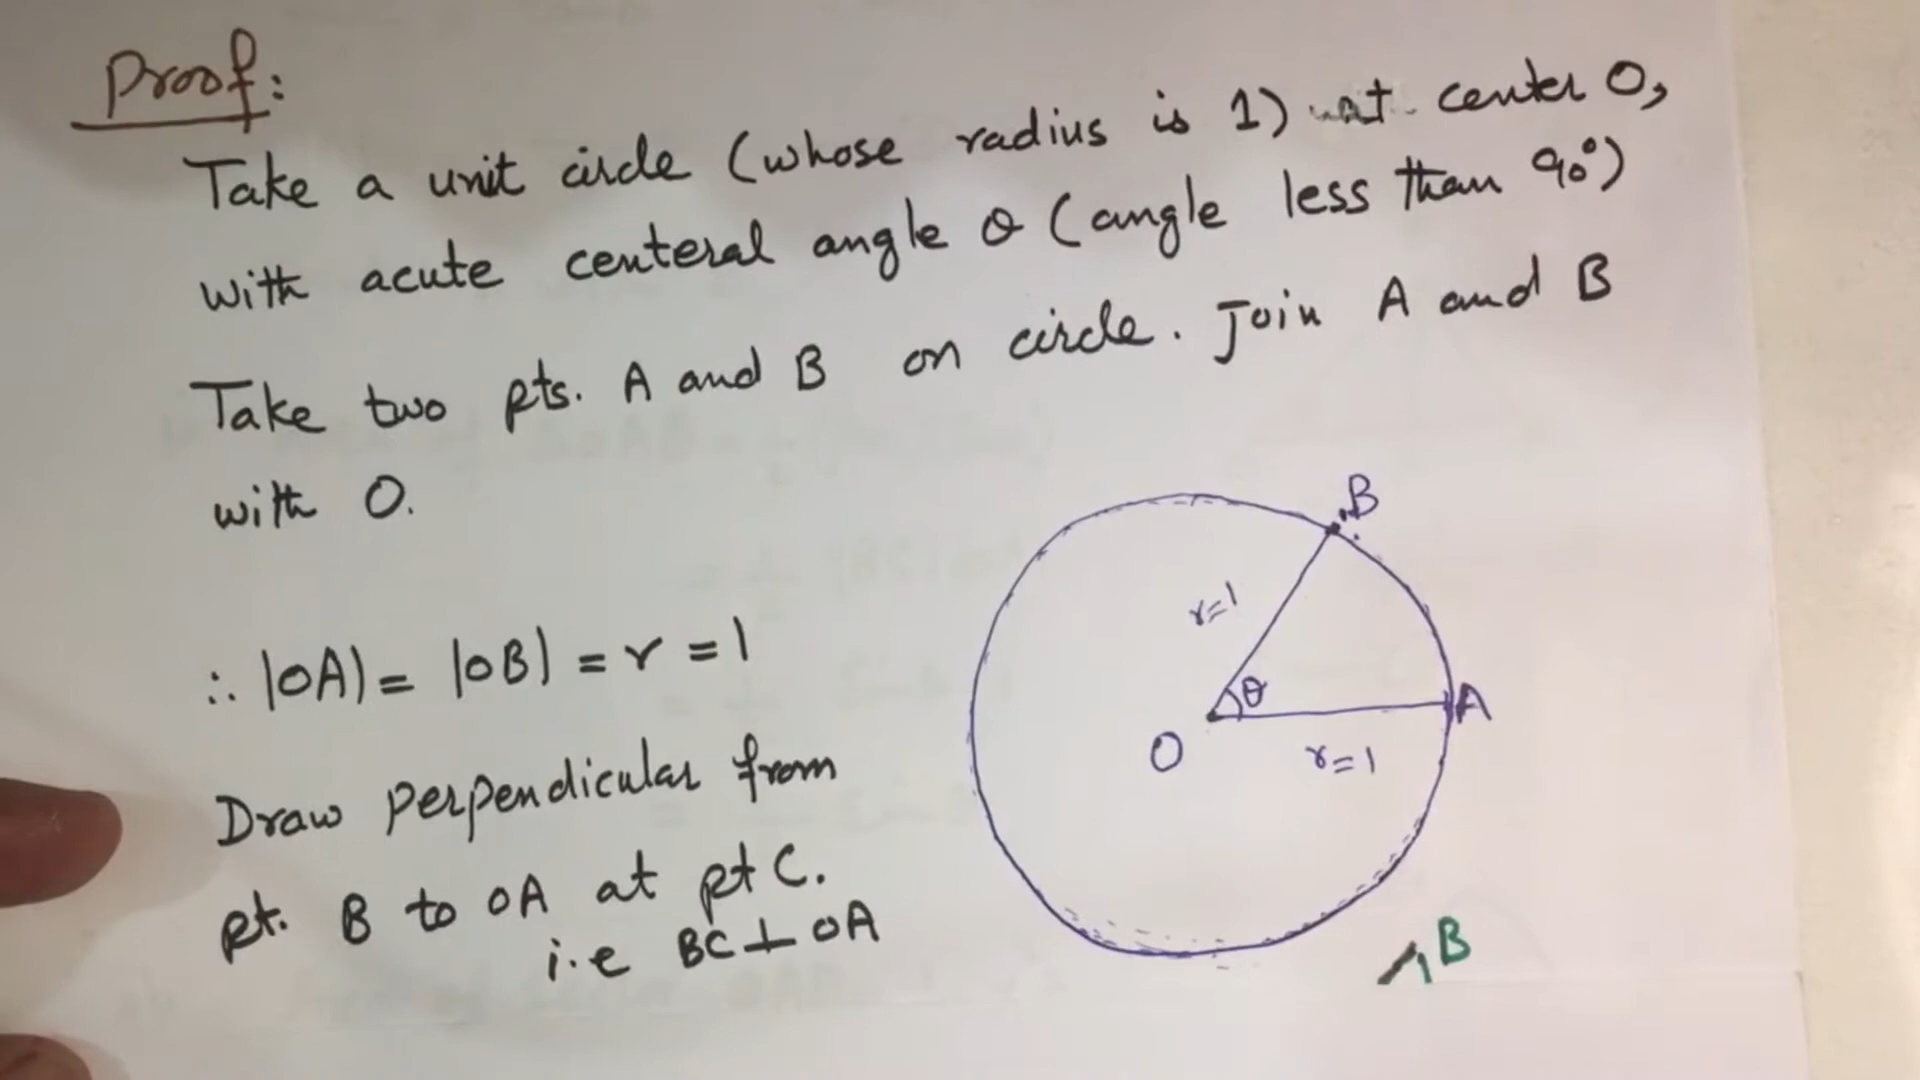 Proof:
Take a unit circle (whose radius is 1) at center O,
with acute centeral angle θ (angle less than 90°)
Take two pts. A and B on circle. Join A and B
with O.
∴ |OA| = |OB| = r = 1
Draw perpendicular from
pt. B to OA at pt C.
i.e BC⊥OA
B
r=1
θ
A
O
r=1
B